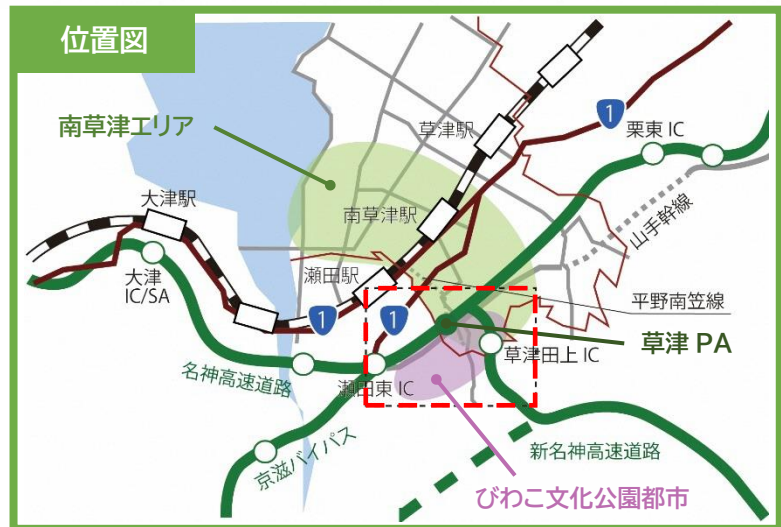 位置図
1
南草津エリア
草津駅
栗東 IC
大津駅
南草津駅
山手幹線
大津
IC/SA
瀬田駅
平野南笠線
1
1
草津 PA
草津田上 IC
名神高速道路
瀬田東 IC
京滋バイパス
新名神高速道路
びわこ文化公園都市